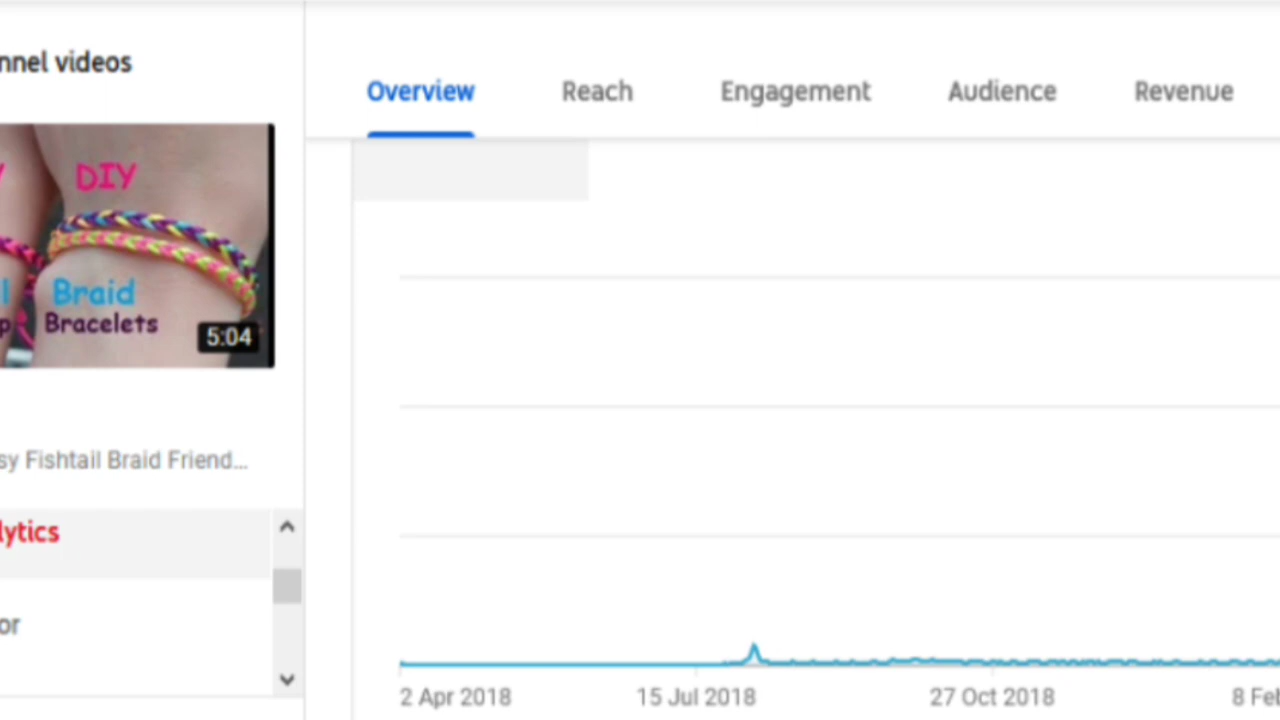 nnel videos
Overview Reach Engagement Audience Revenue
DIY
Braid
Bracelets
5:04
sy Fishtail Braid Friend...
lytics
or
2 Apr 2018 15 Jul 2018 27 Oct 2018 8 Feb